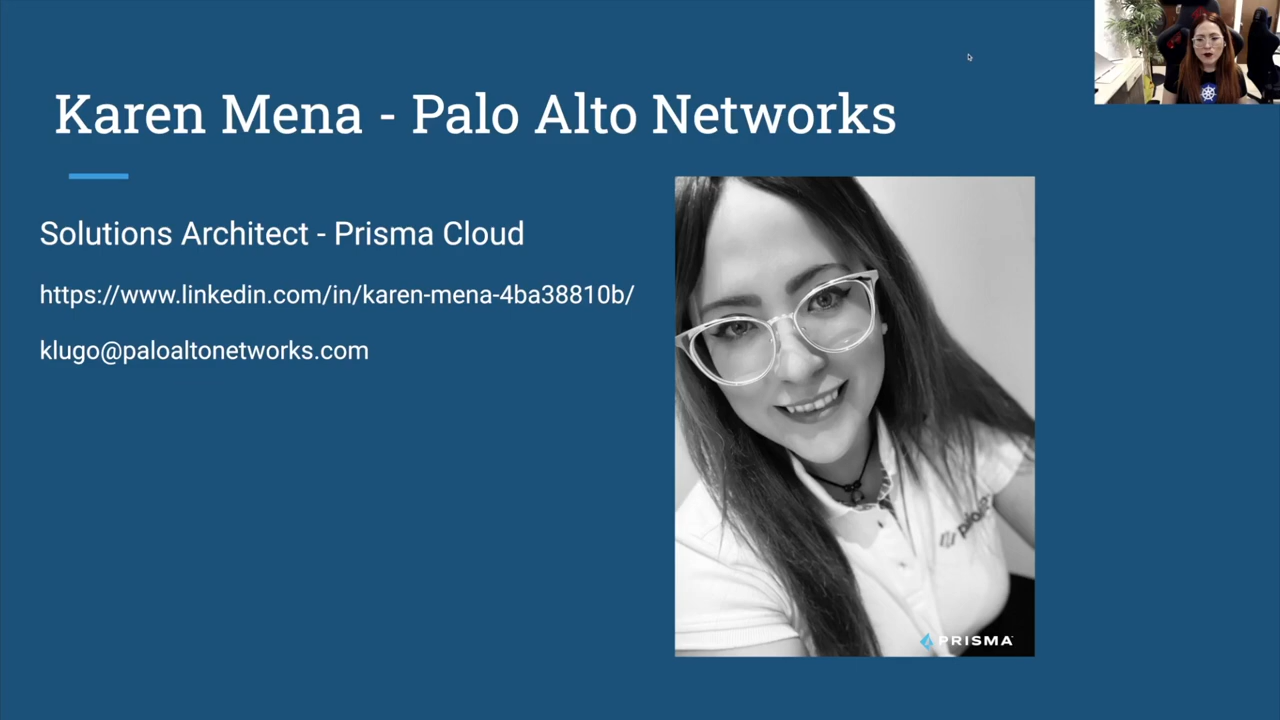 Karen Mena - Palo Alto Networks
Solutions Architect - Prisma Cloud
https://www.linkedin.com/in/karen-mena-4ba38810b/
klugo@paloaltonetworks.com
PRISMA